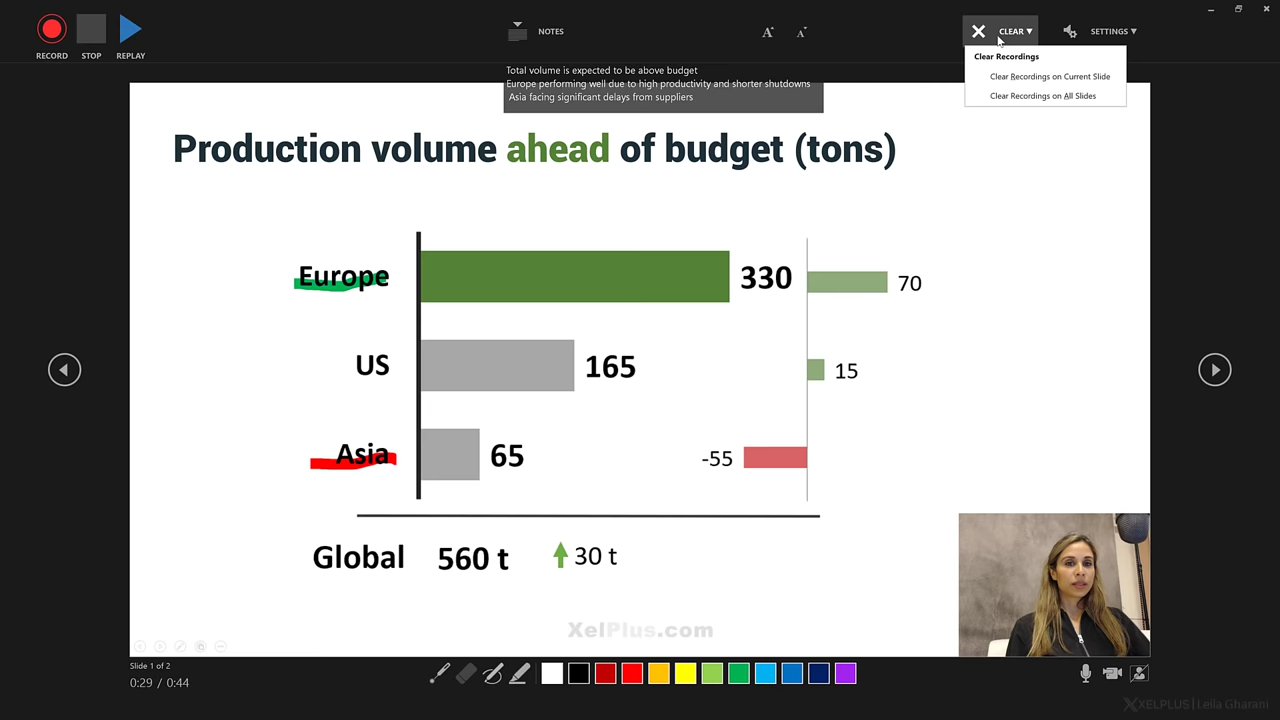 RECORD STOP REPLAY NOTES A A CLEAR SETTINGS
Clear Recordings
Clear Recordings on Current Slide
Clear Recordings on All Slides
Total volume is expected to be above budget
Europe performing well due to high productivity and shorter shutdowns
Asia facing significant delays from suppliers
Production volume ahead of budget (tons)
Europe 330 70
US 165 15
Asia 65 -55
Global 560 t 30 t
XelPlus.com
Slide 1 of 2
0:29 / 0:44
XELPLUS | Leila Gharani